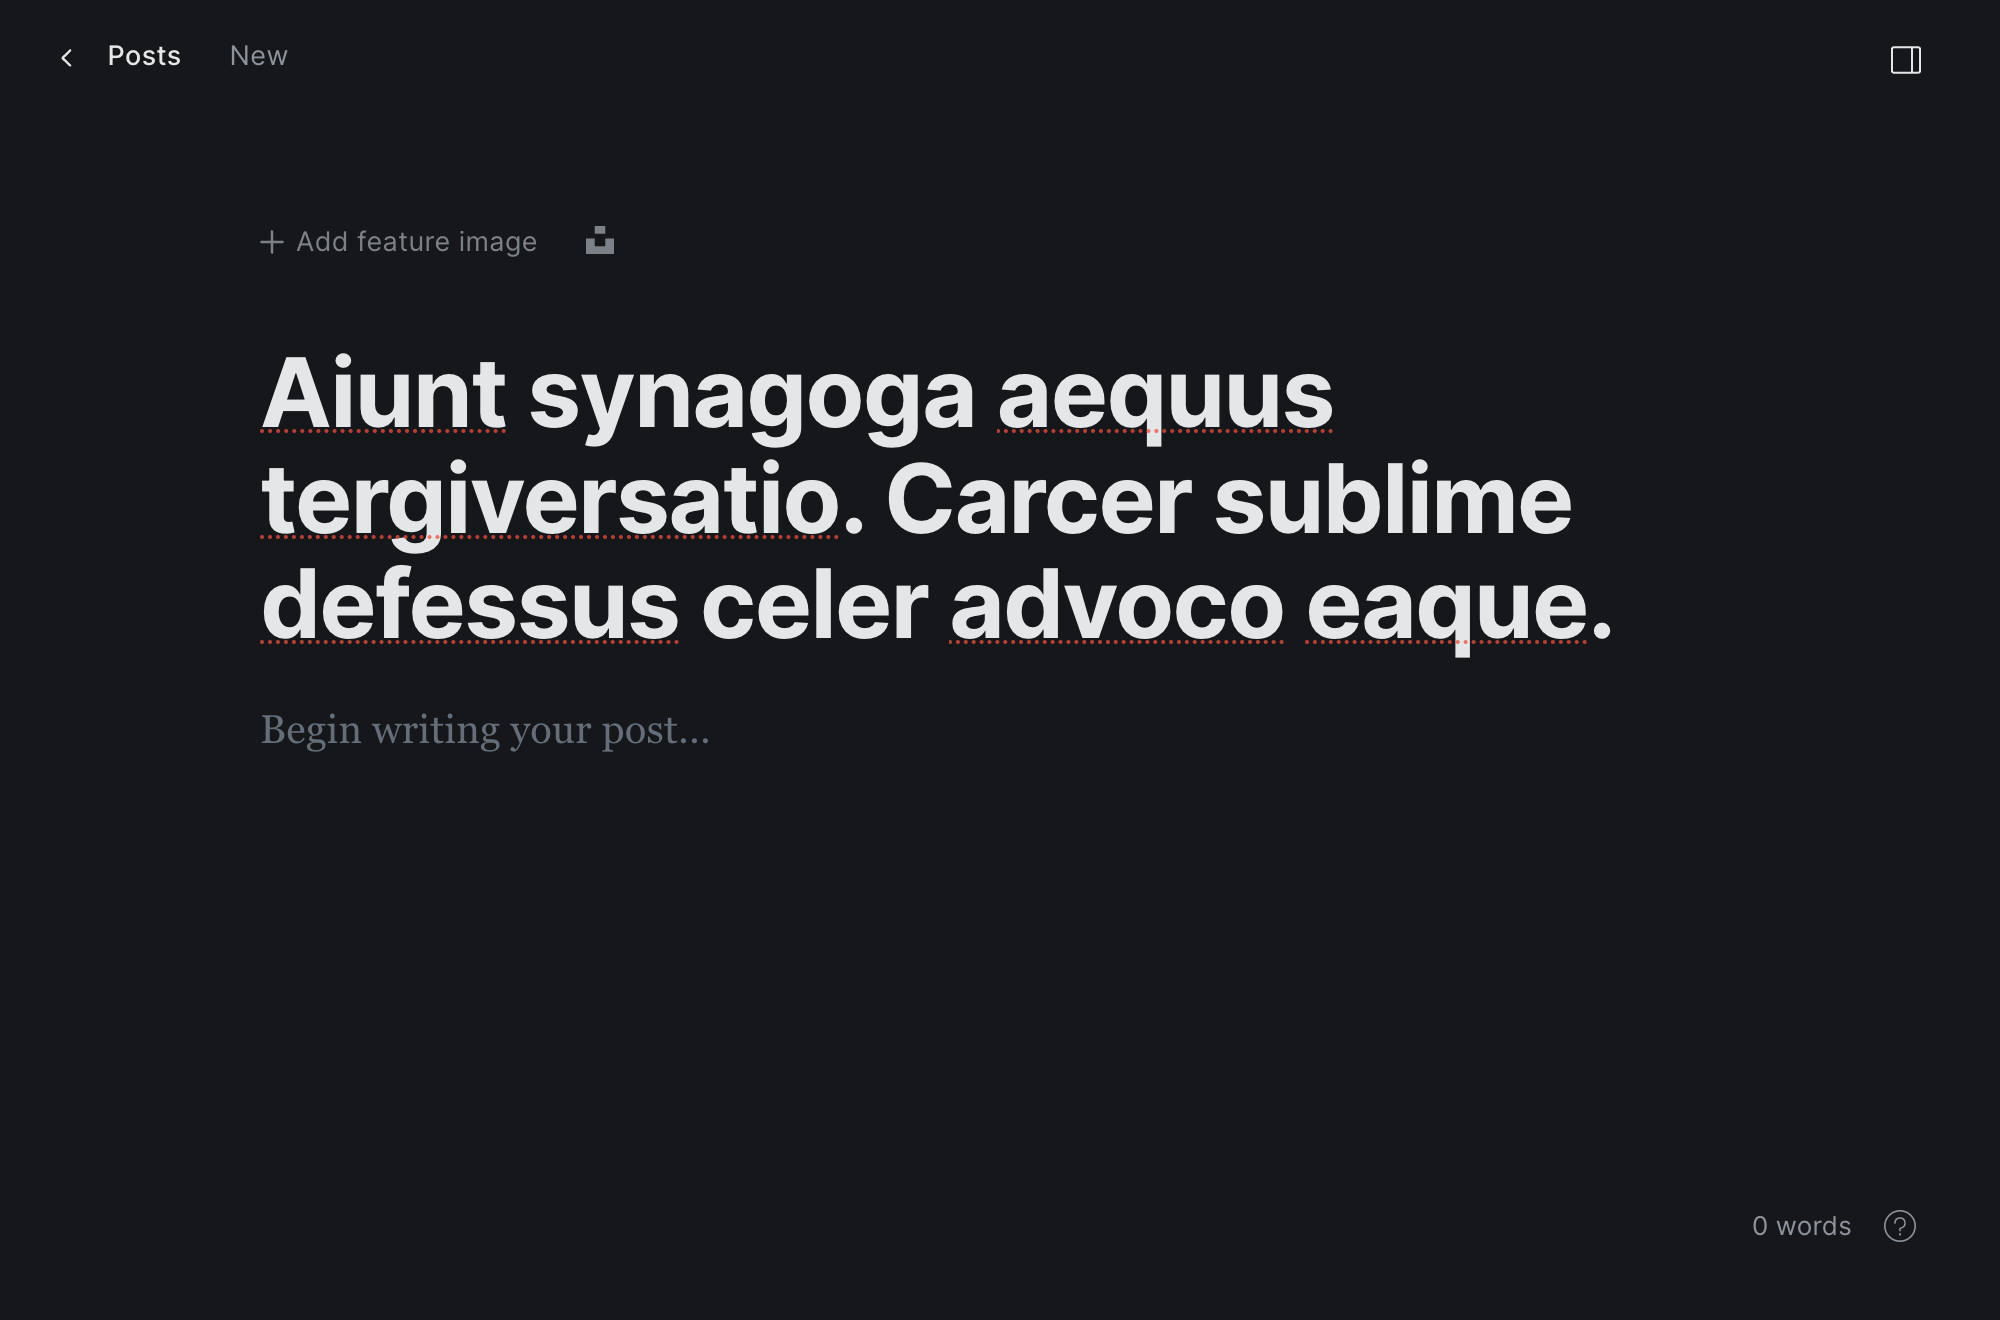 Posts New
+ Add feature image
Aiunt synagoga aequus
tergiversatio. Carcer sublime
defessus celer advoco eaque.
Begin writing your post...
0 words ?